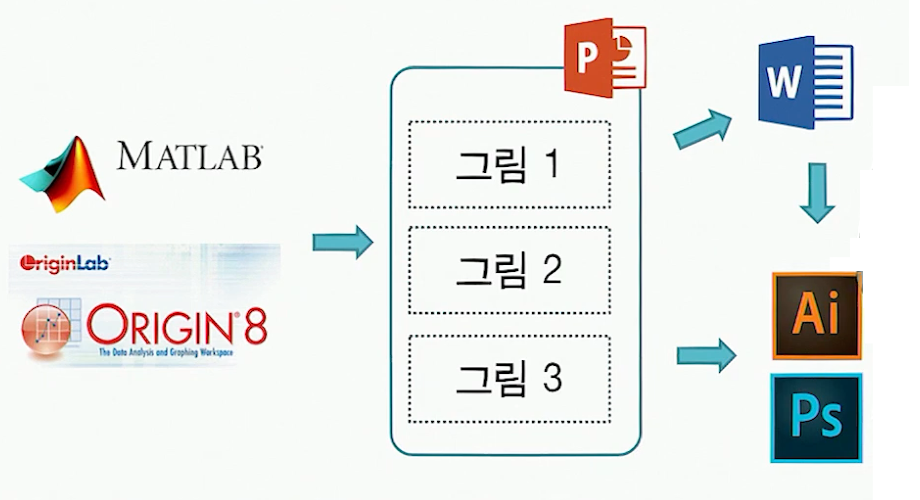 MATLAB®
OriginLab®
ORIGIN® 8
The Data Analysis and Graphing Workspace
P
그림 1
그림 2
그림 3
W
Ai
Ps